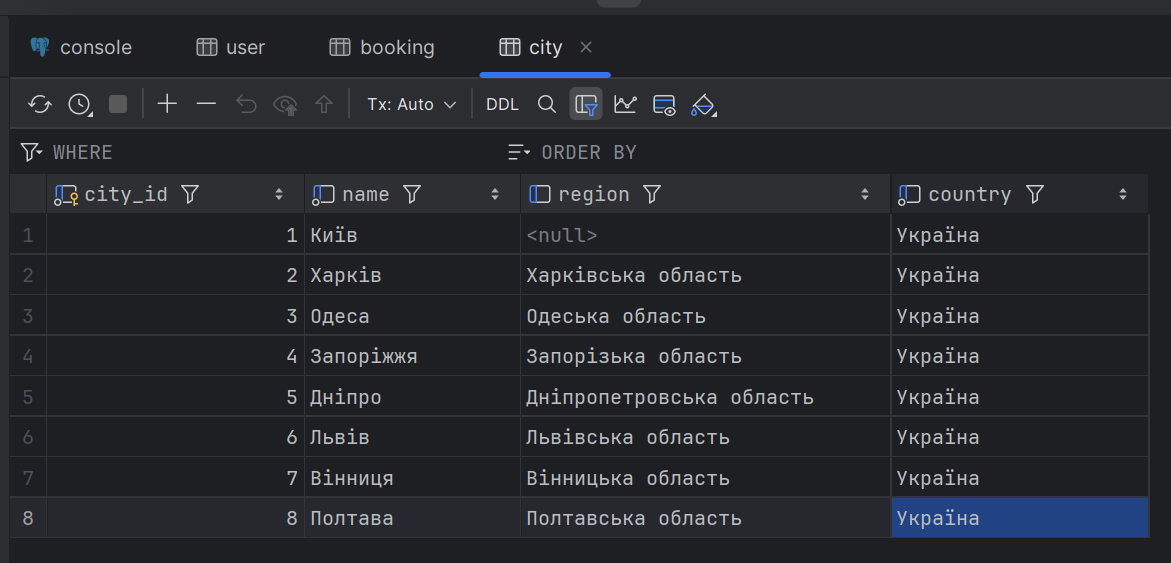 console user booking city
Tx: Auto DDL
WHERE ORDER BY
city_id name region country
1 1 Київ <null> Україна
2 2 Харків Харківська область Україна
3 3 Одеса Одеська область Україна
4 4 Запоріжжя Запорізька область Україна
5 5 Дніпро Дніпропетровська область Україна
6 6 Львів Львівська область Україна
7 7 Вінниця Вінницька область Україна
8 8 Полтава Полтавська область Україна